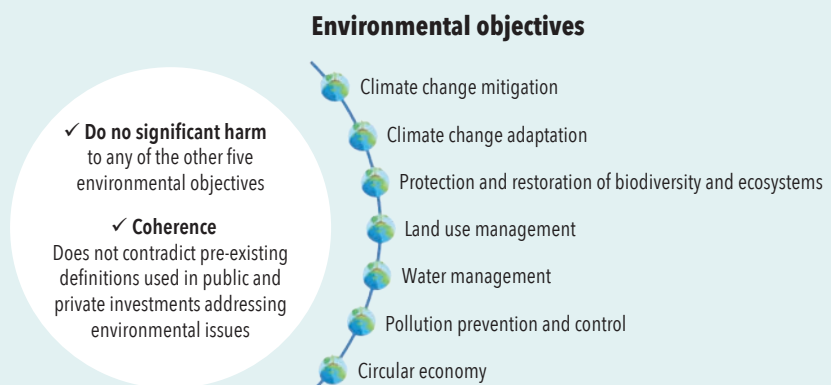 Environmental objectives
Climate change mitigation
Climate change adaptation
Protection and restoration of biodiversity and ecosystems
Land use management
Water management
Pollution prevention and control
Circular economy
✓ Do no significant harm
to any of the other five
environmental objectives
✓ Coherence
Does not contradict pre-existing
definitions used in public and
private investments addressing
environmental issues